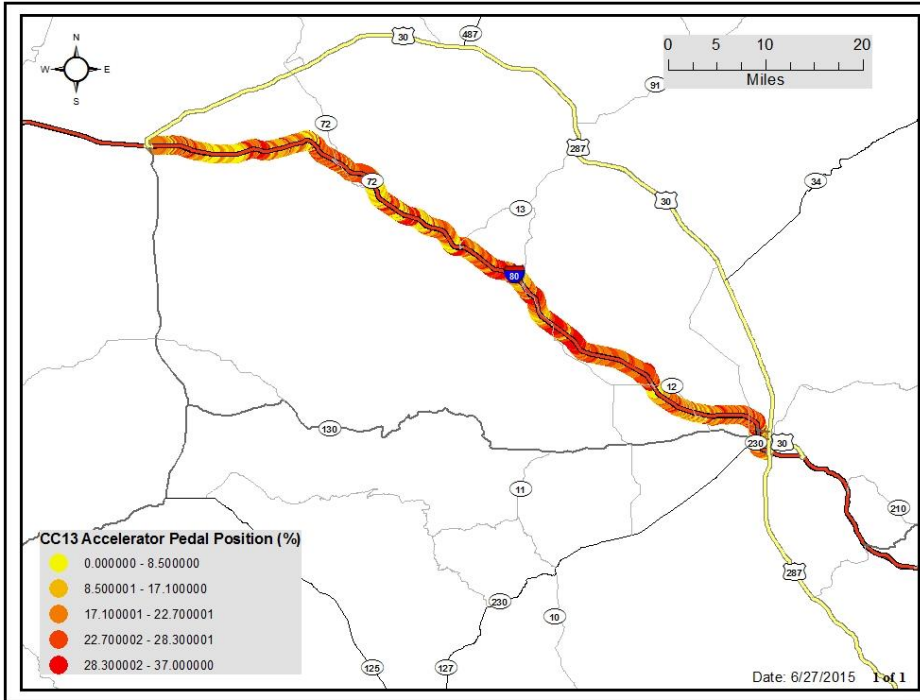 30
487
0 5 10 20
Miles
N
W E
S
91
72
287
72
34
13
30
80
12
230
30
130
11
210
CC13 Accelerator Pedal Position (%)
0.000000 - 8.500000
8.500001 - 17.100000
17.100001 - 22.700001
22.700002 - 28.300001
28.300002 - 37.000000
287
230
10
125
127
Date: 6/27/2015 1 of 1